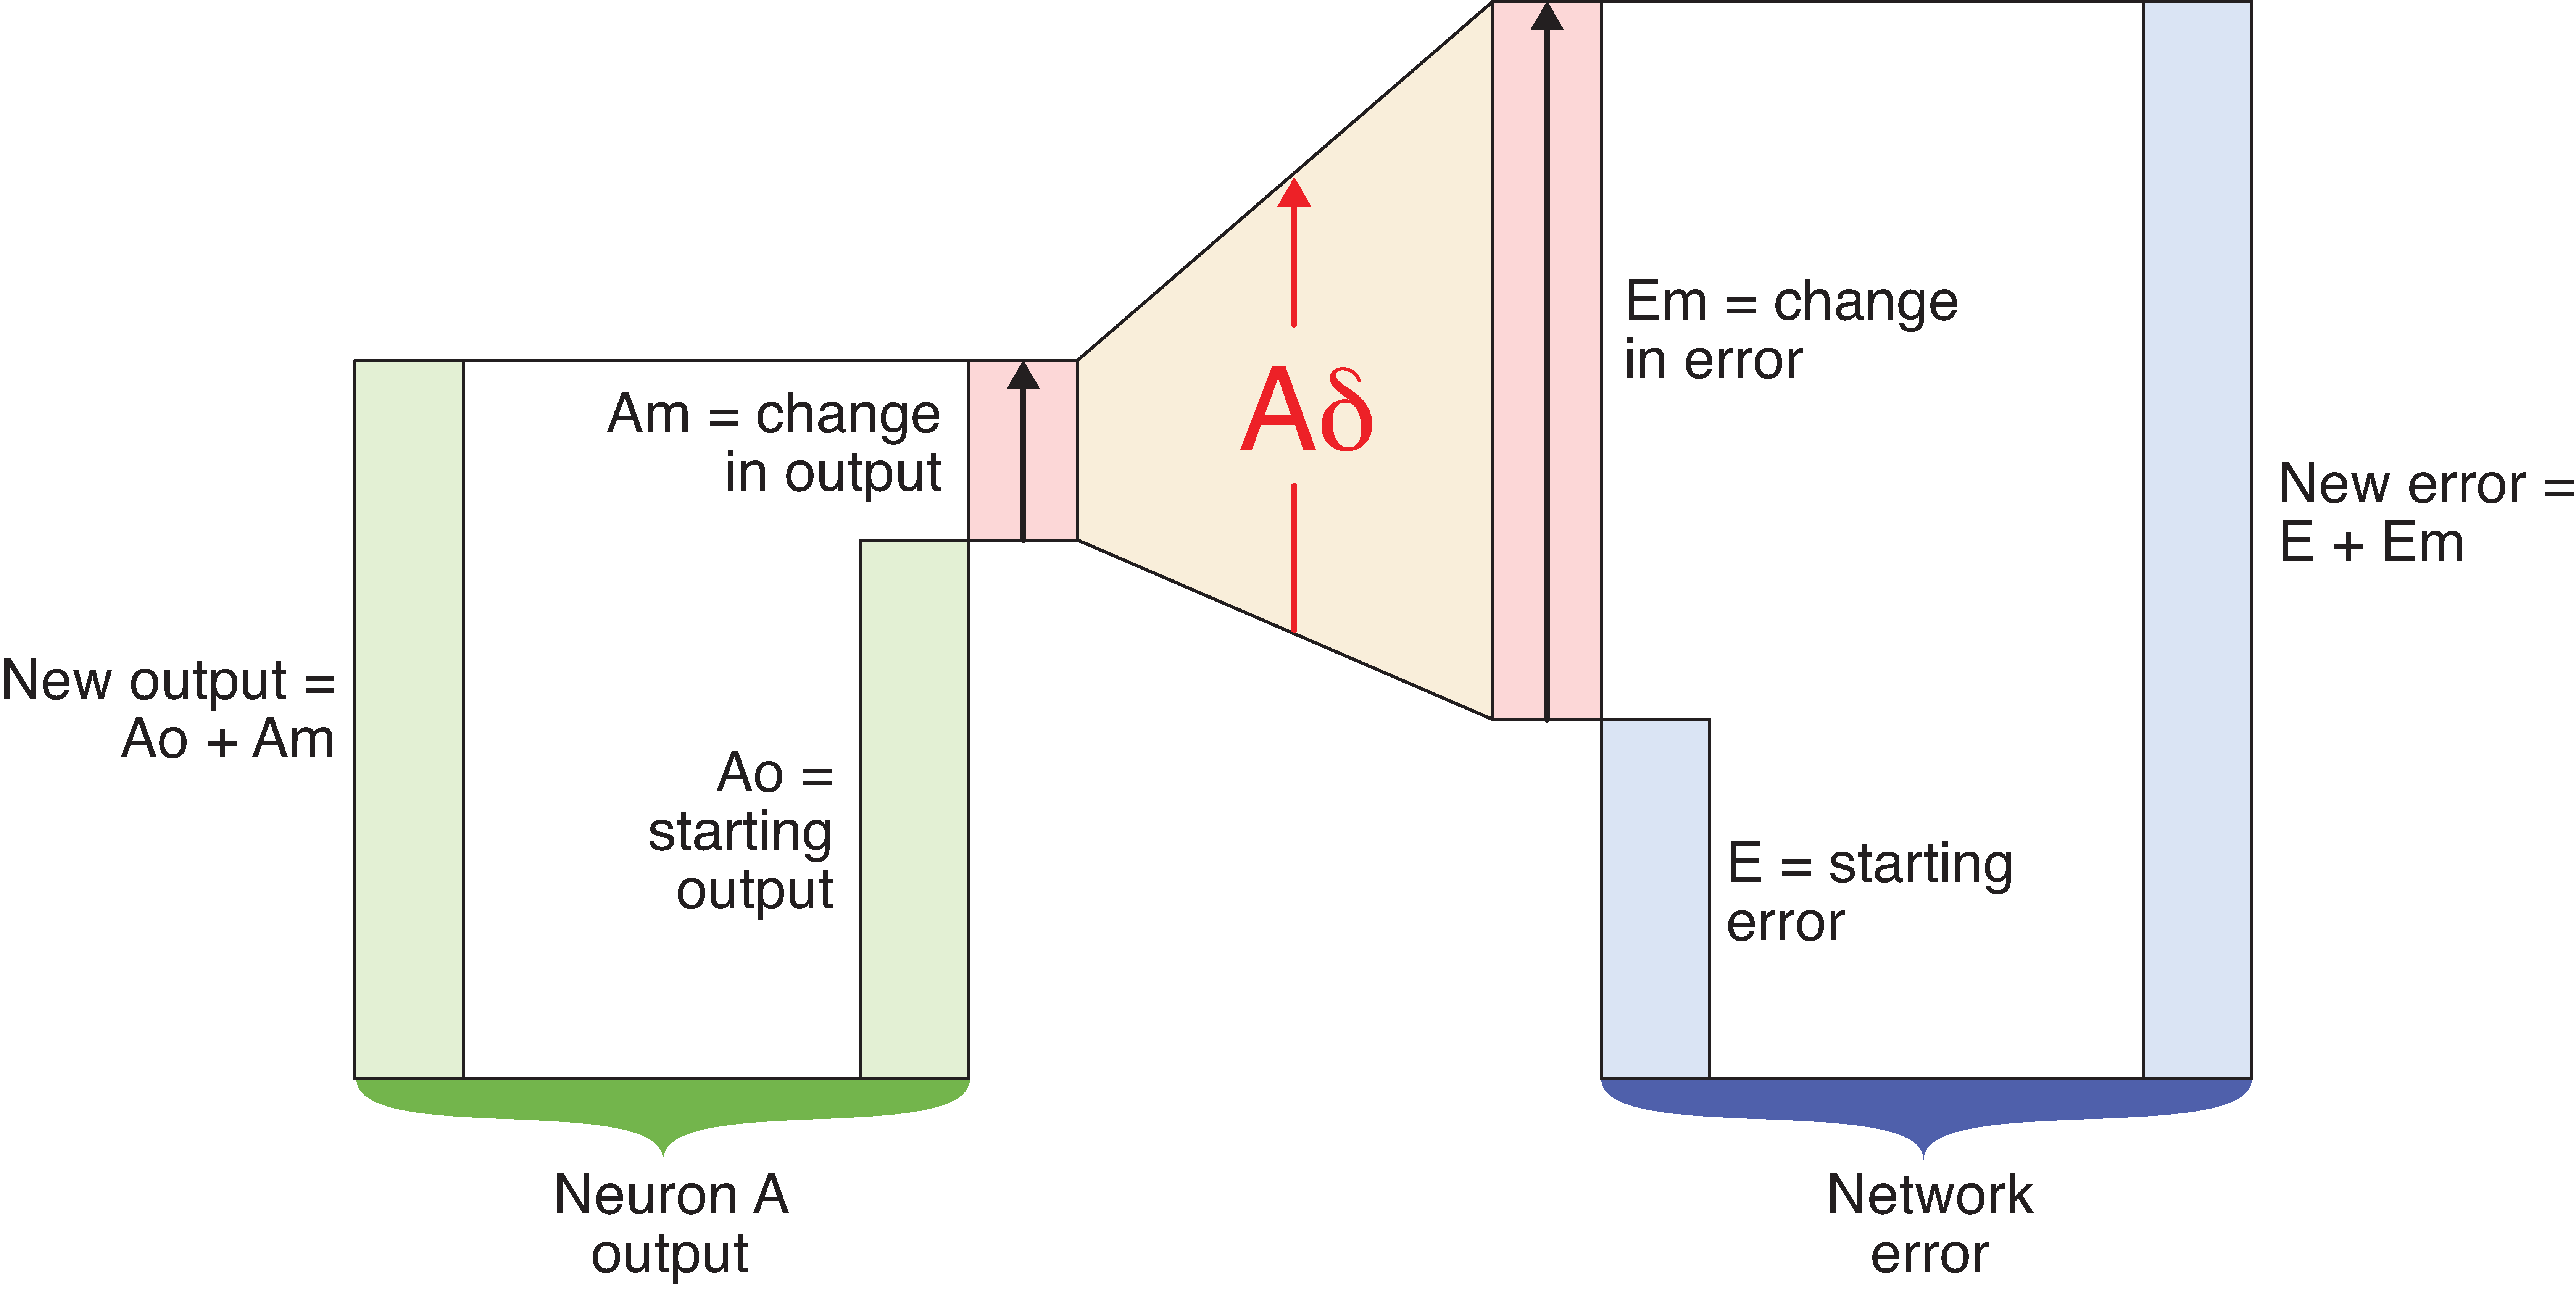 New output =
Ao + Am
Am = change
in output
Ao =
starting
output
Aδ
Em = change
in error
E = starting
error
New error =
E + Em
Neuron A
output
Network
error